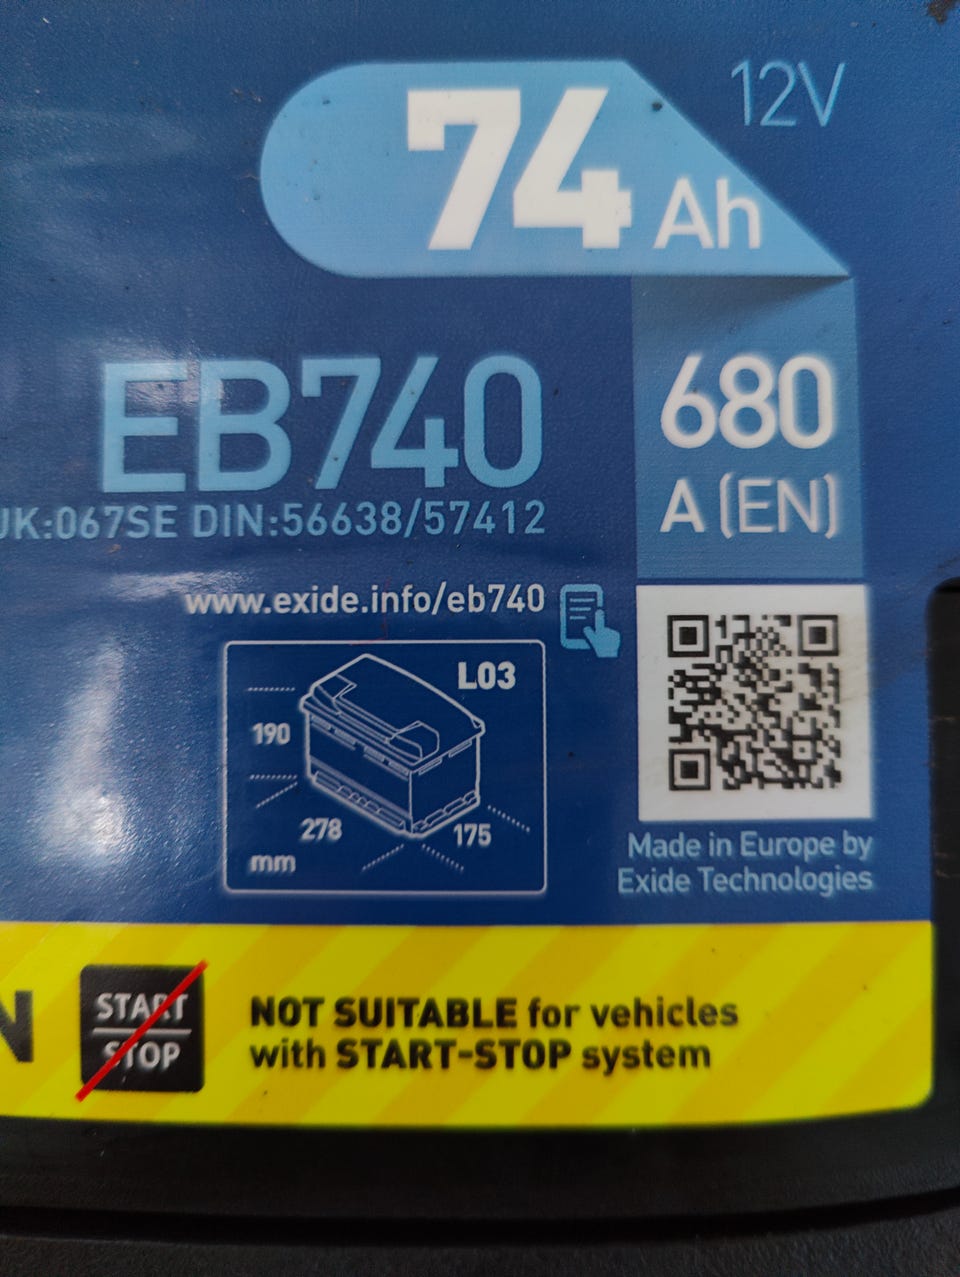 12V
74 Ah
EB740
680
A (EN)
UK:067SE DIN:56638/57412
www.exide.info/eb740
L03
190
278
175
mm
Made in Europe by
Exide Technologies
START
STOP
NOT SUITABLE for vehicles
with START-STOP system